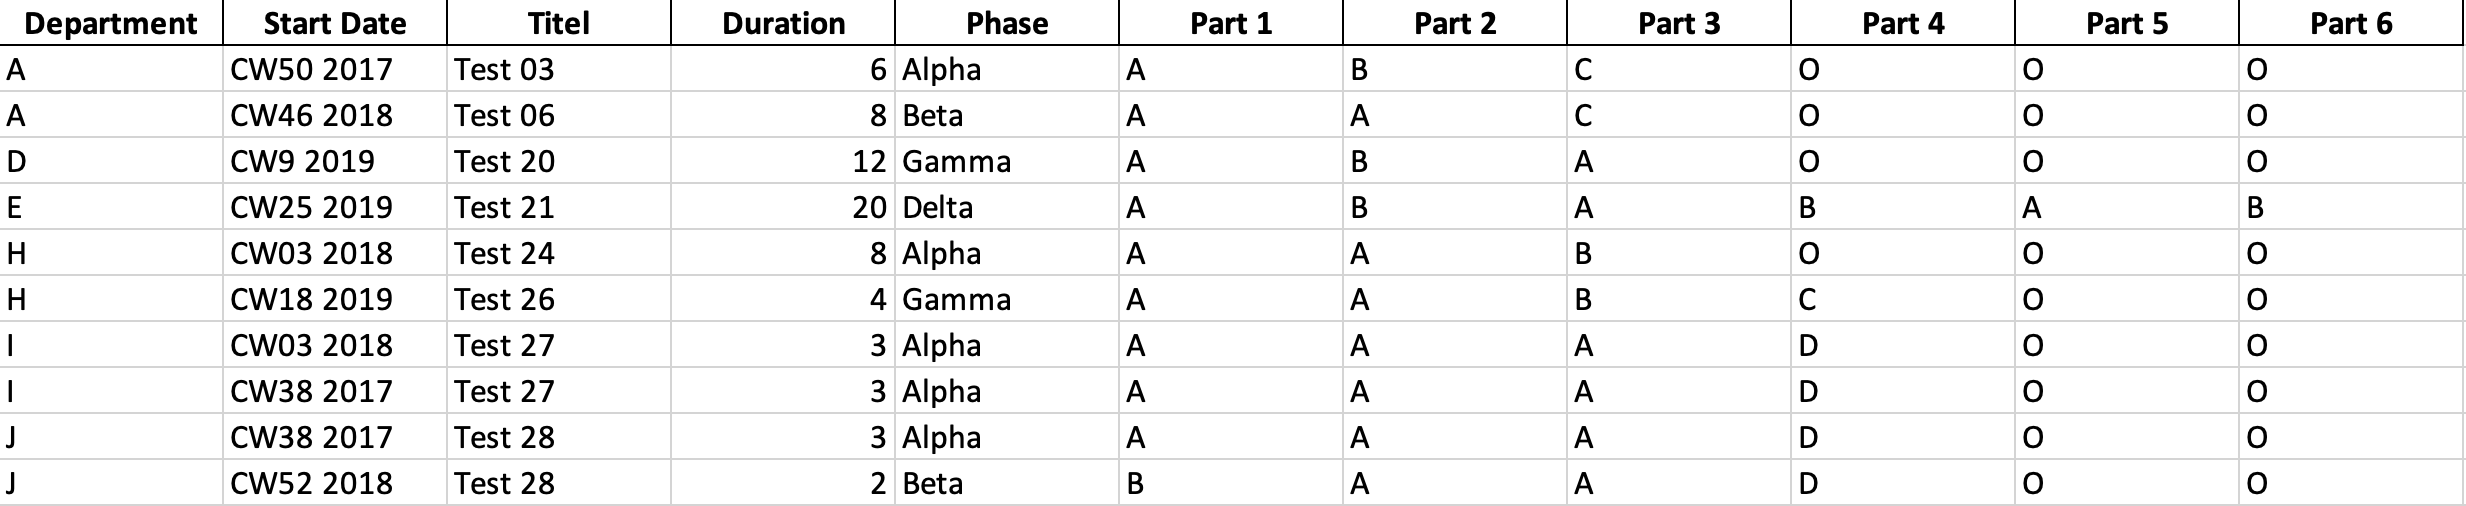 Department Start Date Titel Duration Phase Part 1 Part 2 Part 3 Part 4 Part 5 Part 6
A CW50 2017 Test 03 6 Alpha A B C O O O
A CW46 2018 Test 06 8 Beta A A C O O O
D CW9 2019 Test 20 12 Gamma A B A O O O
E CW25 2019 Test 21 20 Delta A B A B A B
H CW03 2018 Test 24 8 Alpha A A B O O O
H CW18 2019 Test 26 4 Gamma A A B C O O
I CW03 2018 Test 27 3 Alpha A A A D O O
I CW38 2017 Test 27 3 Alpha A A A D O O
J CW38 2017 Test 28 3 Alpha A A A D O O
J CW52 2018 Test 28 2 Beta B A A D O O